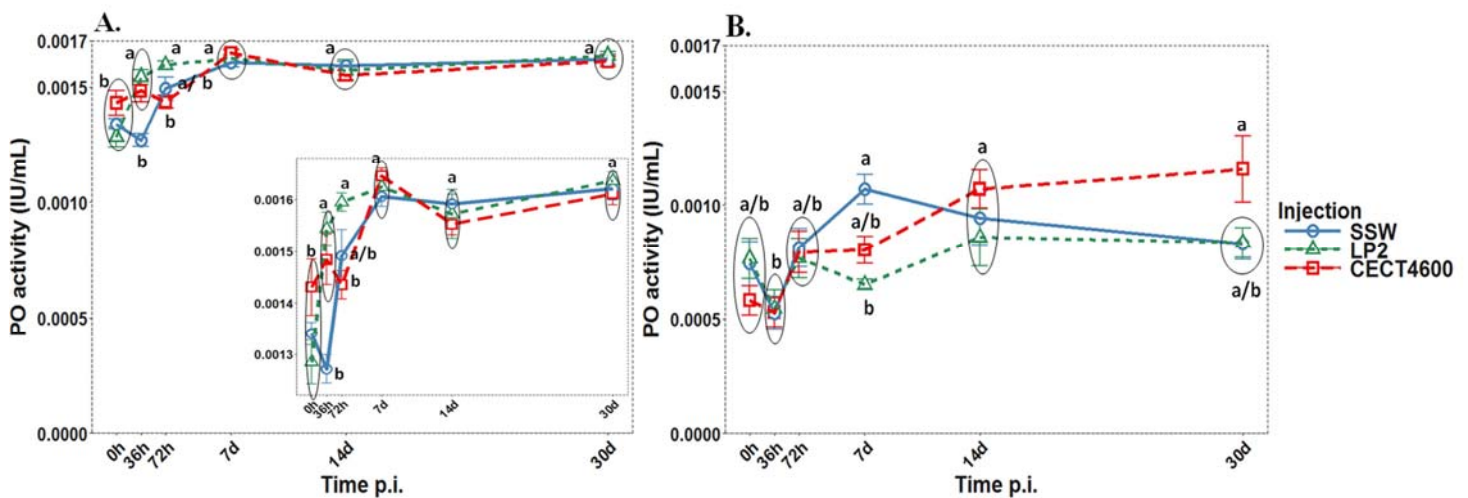 A.
PO activity (IU/mL)
0.0017
0.0015
0.0010
0.0005
0.0000
b
a
a
a
a
a
b
a/ b
b
0.0016
0.0015
0.0014
0.0013
b
a
a
a
a
a
a/b
b
b
0h
36h
72h
7d
14d
30d
0h
36h
72h
7d
14d
30d
Time p.i.
B.
PO activity (IU/mL)
0.0017
0.0015
0.0010
0.0005
0.0000
a/b
b
a/b
a
a/b
b
a
a
a/b
0h
36h
72h
7d
14d
30d
Time p.i.
Injection
SSW
LP2
CECT4600